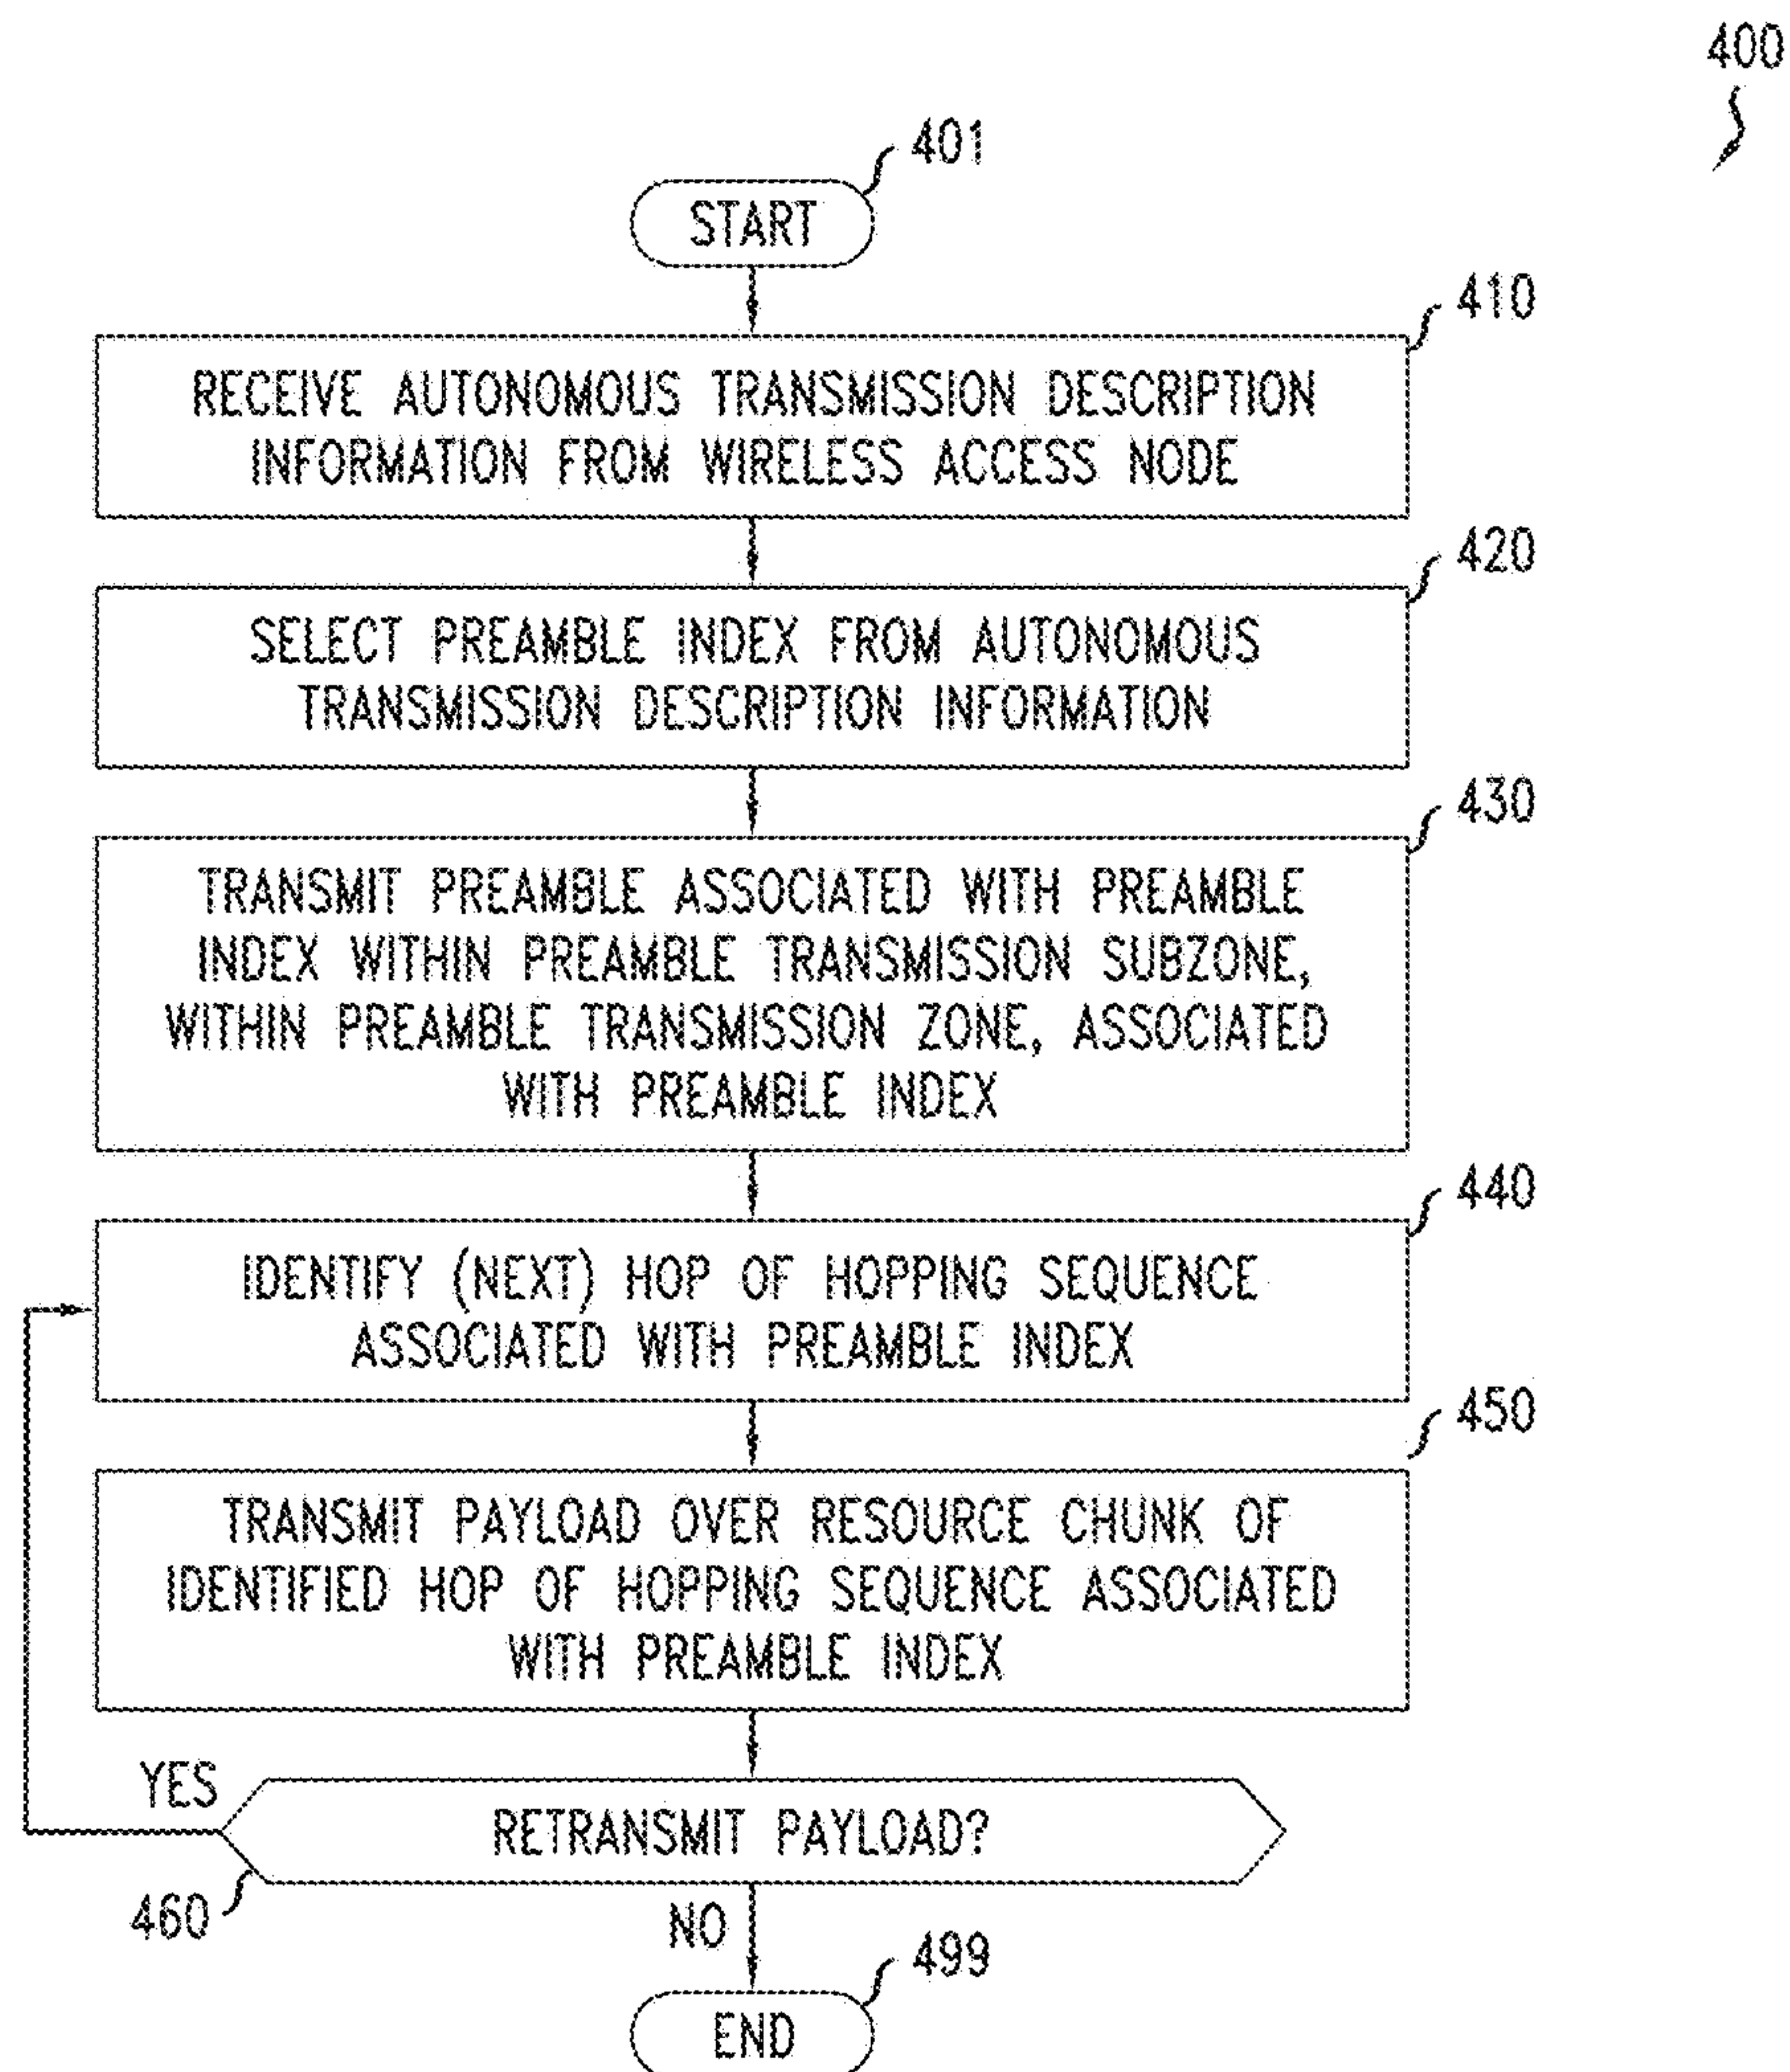 400
401
START
410
RECEIVE AUTONOMOUS TRANSMISSION DESCRIPTION
INFORMATION FROM WIRELESS ACCESS NODE
420
SELECT PREAMBLE INDEX FROM AUTONOMOUS
TRANSMISSION DESCRIPTION INFORMATION
430
TRANSMIT PREAMBLE ASSOCIATED WITH PREAMBLE
INDEX WITHIN PREAMBLE TRANSMISSION SUBZONE,
WITHIN PREAMBLE TRANSMISSION ZONE, ASSOCIATED
WITH PREAMBLE INDEX
440
IDENTIFY (NEXT) HOP OF HOPPING SEQUENCE
ASSOCIATED WITH PREAMBLE INDEX
450
TRANSMIT PAYLOAD OVER RESOURCE CHUNK OF
IDENTIFIED HOP OF HOPPING SEQUENCE ASSOCIATED
WITH PREAMBLE INDEX
YES
RETRANSMIT PAYLOAD?
460
NO
499
END